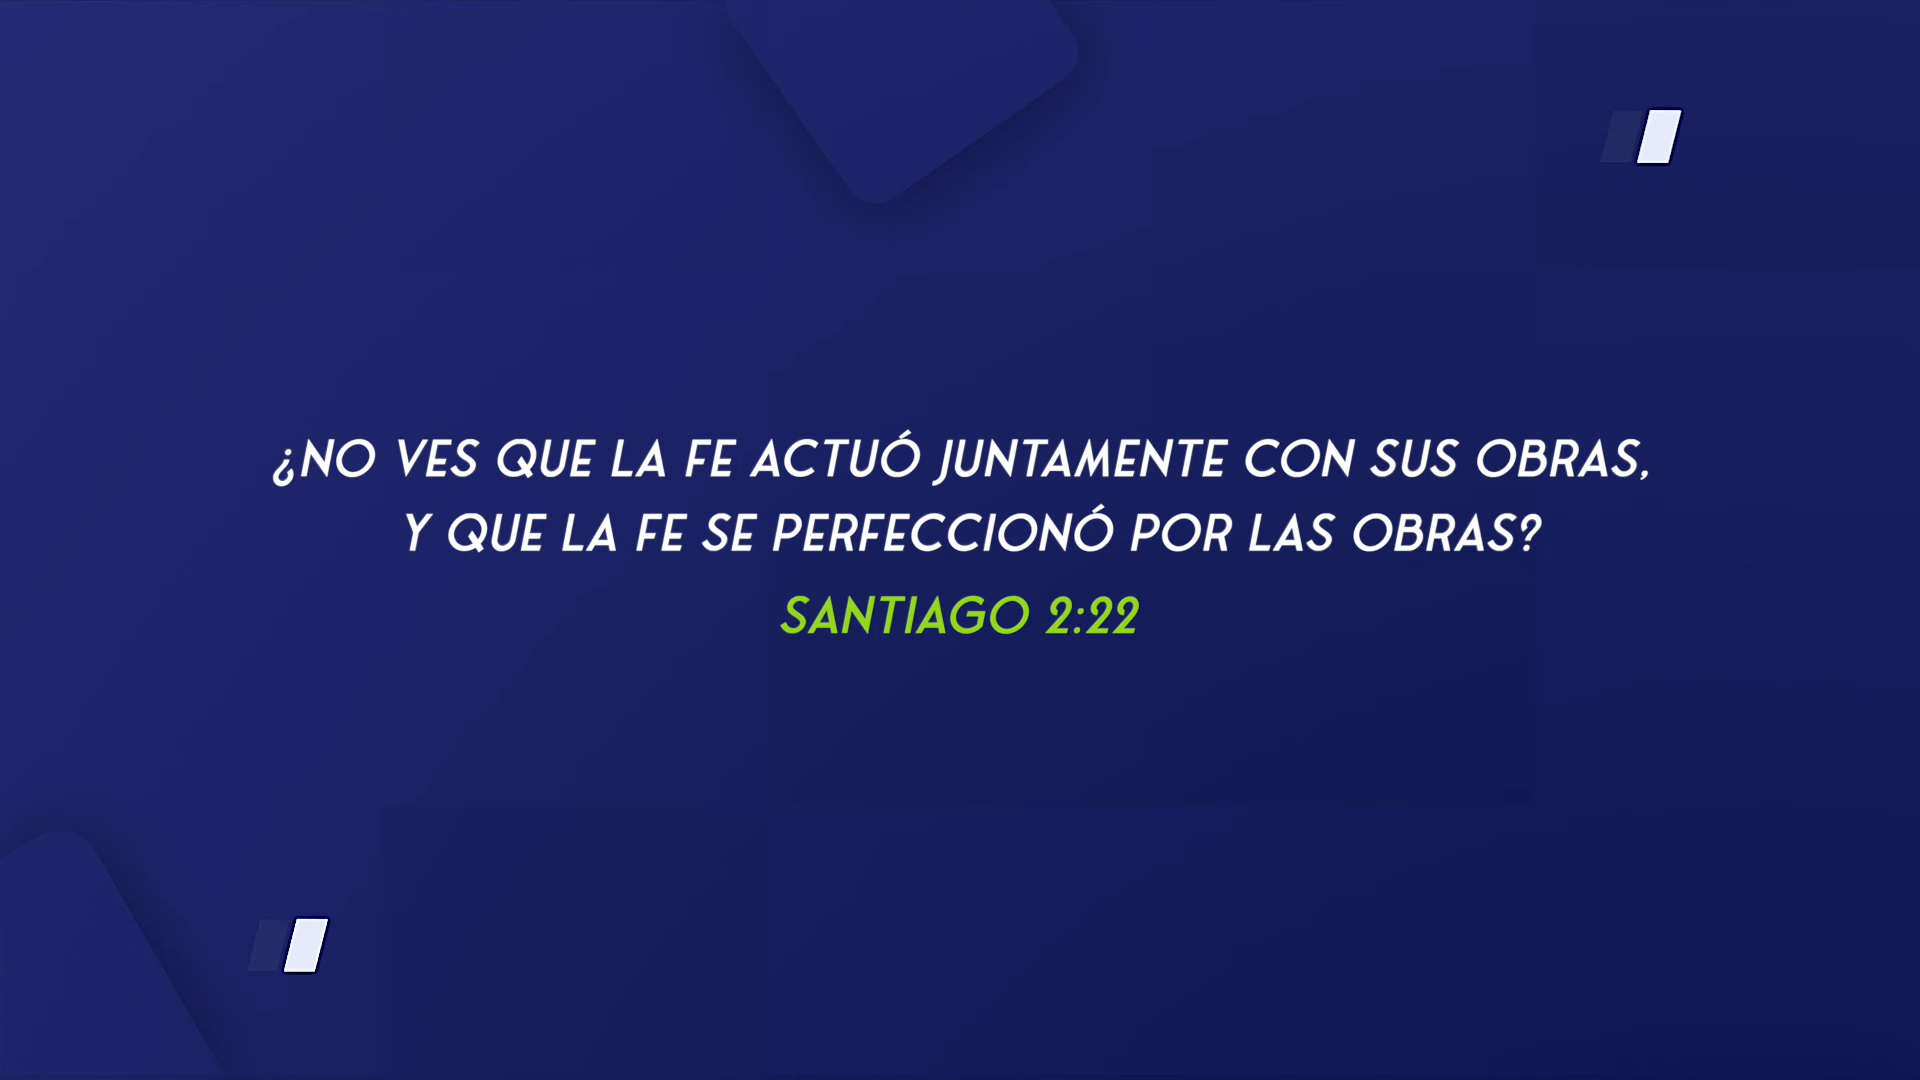 ¿NO VES QUE LA FE ACTUÓ JUNTAMENTE CON SUS OBRAS,
Y QUE LA FE SE PERFECCIONÓ POR LAS OBRAS?
SANTIAGO 2:22